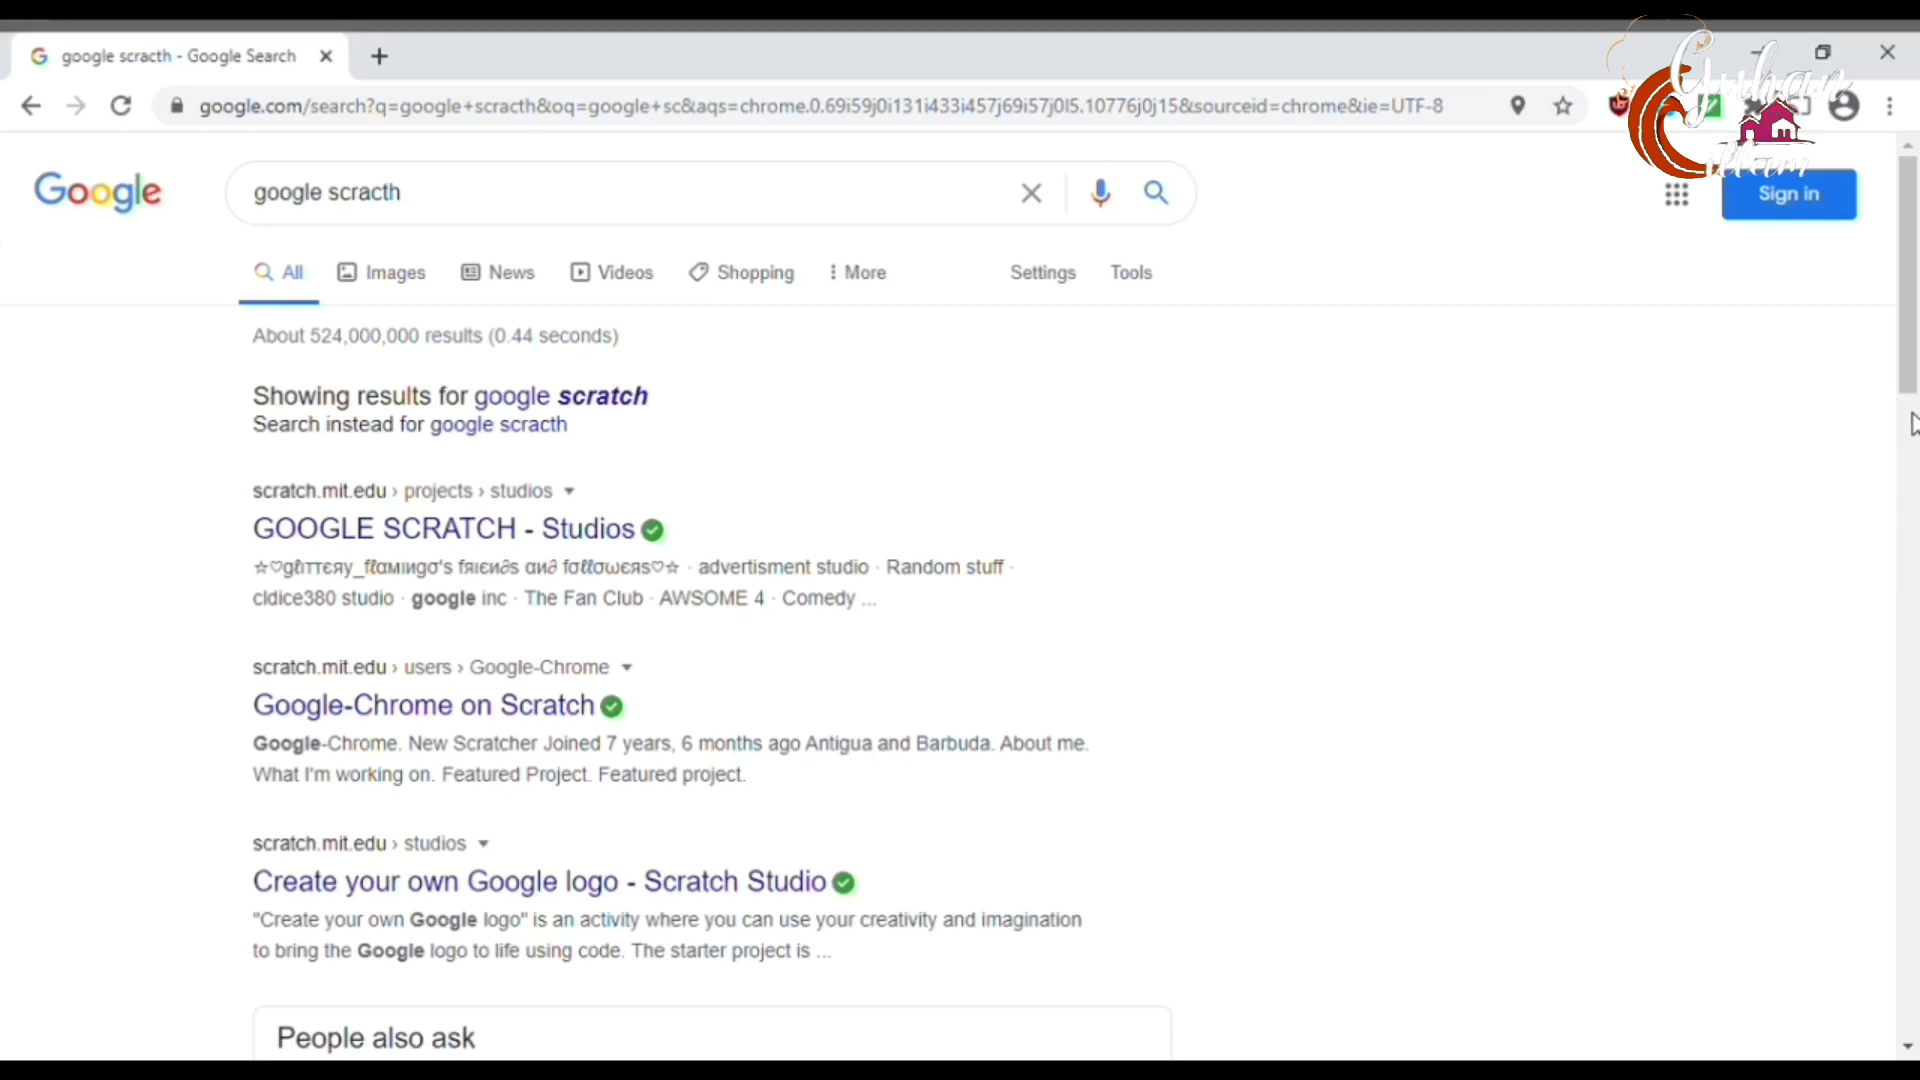 google scracth - Google Search
google.com/search?q=google+scracth&oq=google+sc&aqs=chrome.0.69i59j0i131i433i457j69i57j0l5.10776j0j15&sourceid=chrome&ie=UTF-8
Guhan
Illam
Google
google scracth
Sign in
All Images News Videos Shopping More Settings Tools
About 524,000,000 results (0.44 seconds)
Showing results for google scratch
Search instead for google scracth
scratch.mit.edu › projects › studios
GOOGLE SCRATCH - Studios
☆♡gℓιттєяу_fℓαмιиgσ's fяιєи∂s αи∂ fσℓℓσωєяs♡☆ · advertisment studio · Random stuff ·
cldice380 studio · google inc · The Fan Club · AWSOME 4 · Comedy ...
scratch.mit.edu › users › Google-Chrome
Google-Chrome on Scratch
Google-Chrome. New Scratcher Joined 7 years, 6 months ago Antigua and Barbuda. About me.
What I'm working on. Featured Project. Featured project.
scratch.mit.edu › studios
Create your own Google logo - Scratch Studio
"Create your own Google logo" is an activity where you can use your creativity and imagination
to bring the Google logo to life using code. The starter project is ...
People also ask